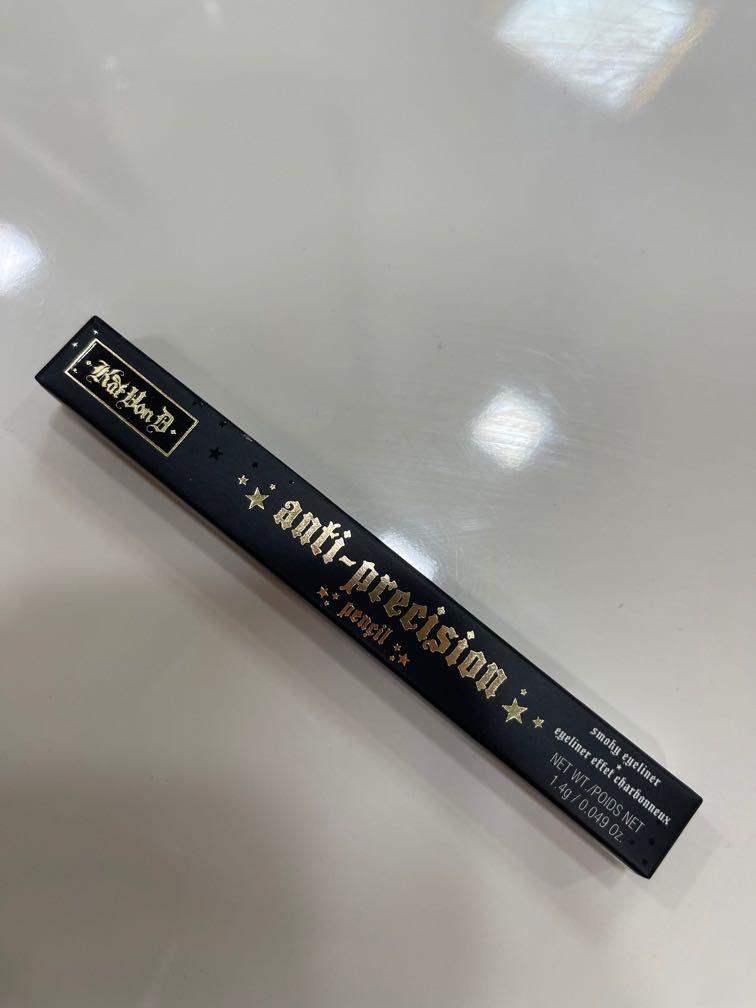 Kat Von D
anti-precision
pencil
smoky eyeliner
eyeliner effet charbonneux
NET WT./POIDS NET
1.4g / 0.049 Oz.